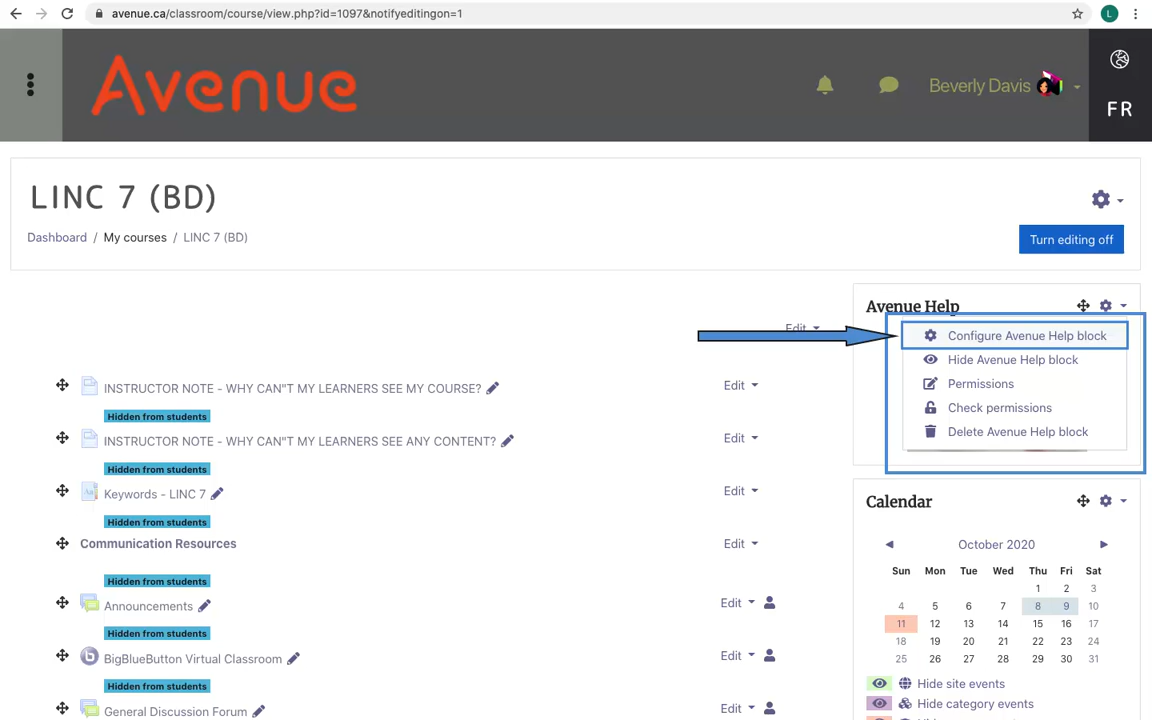 avenue.ca/classroom/course/view.php?id=1097&notifyeditingon=1
L
Avenue
Beverly Davis
FR
LINC 7 (BD)
Dashboard / My courses / LINC 7 (BD)
Turn editing off
Avenue Help
Edit
Configure Avenue Help block
Hide Avenue Help block
Permissions
Check permissions
Delete Avenue Help block
INSTRUCTOR NOTE - WHY CAN"T MY LEARNERS SEE MY COURSE?
Edit
Hidden from students
INSTRUCTOR NOTE - WHY CAN"T MY LEARNERS SEE ANY CONTENT?
Edit
Hidden from students
Keywords - LINC 7
Edit
Hidden from students
Communication Resources
Edit
Hidden from students
Announcements
Edit
Hidden from students
BigBlueButton Virtual Classroom
Edit
Hidden from students
General Discussion Forum
Edit
Calendar
October 2020
Sun Mon Tue Wed Thu Fri Sat
1 2 3
4 5 6 7 8 9 10
11 12 13 14 15 16 17
18 19 20 21 22 23 24
25 26 27 28 29 30 31
Hide site events
Hide category events